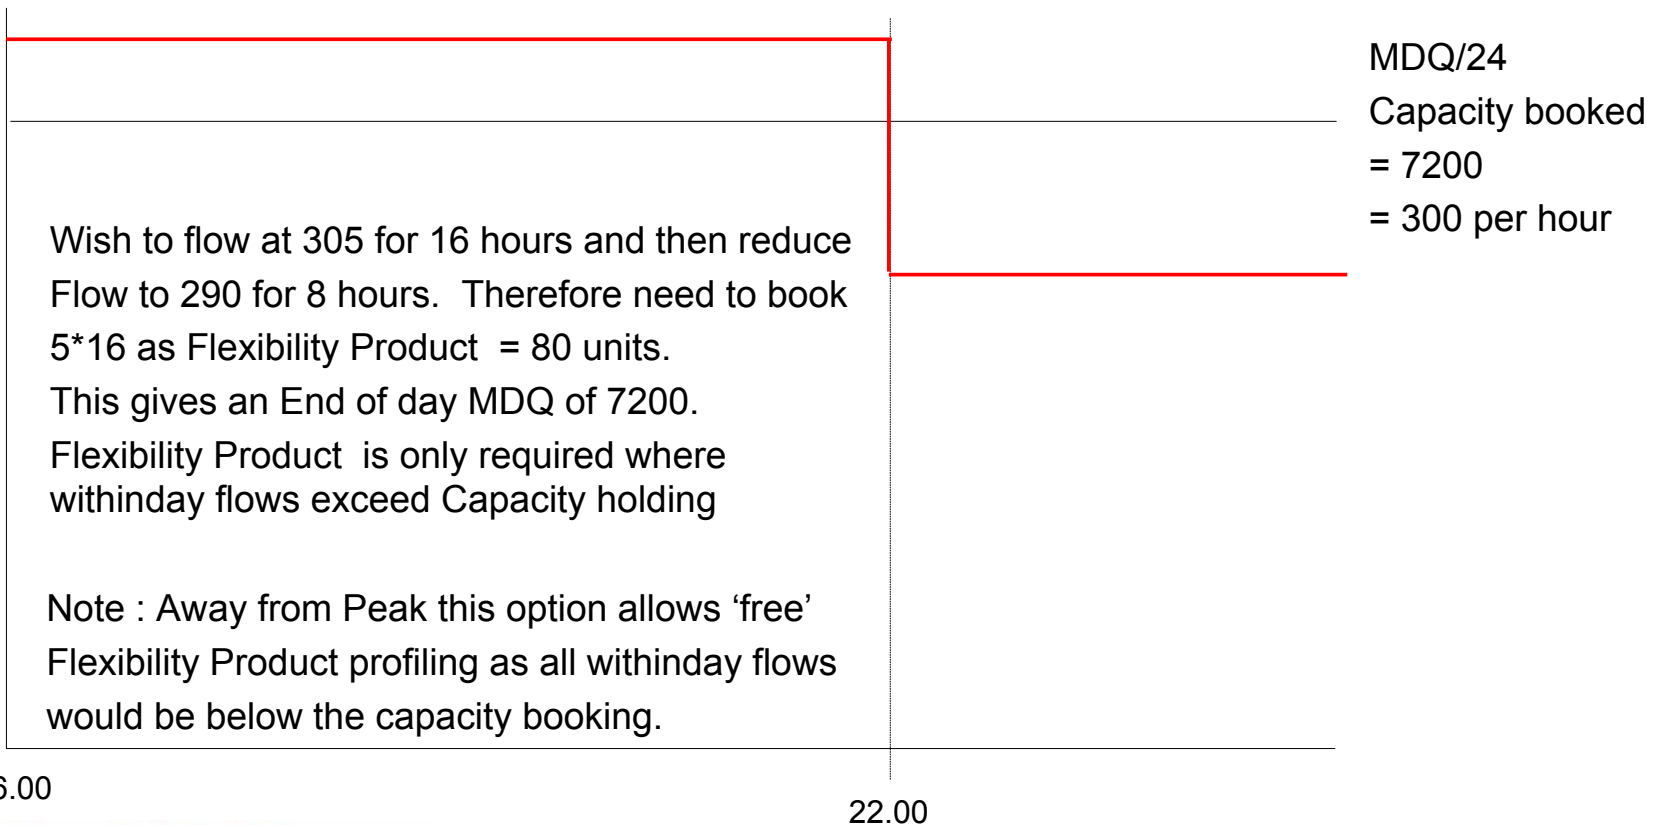 MDQ/24
Capacity booked
= 7200
= 300 per hour
Wish to flow at 305 for 16 hours and then reduce
Flow to 290 for 8 hours.  Therefore need to book
5*16 as Flexibility Product  = 80 units.
This gives an End of day MDQ of 7200.
Flexibility Product  is only required where
withinday flows exceed Capacity holding
Note : Away from Peak this option allows ‘free’
Flexibility Product profiling as all withinday flows
would be below the capacity booking.
6.00
22.00